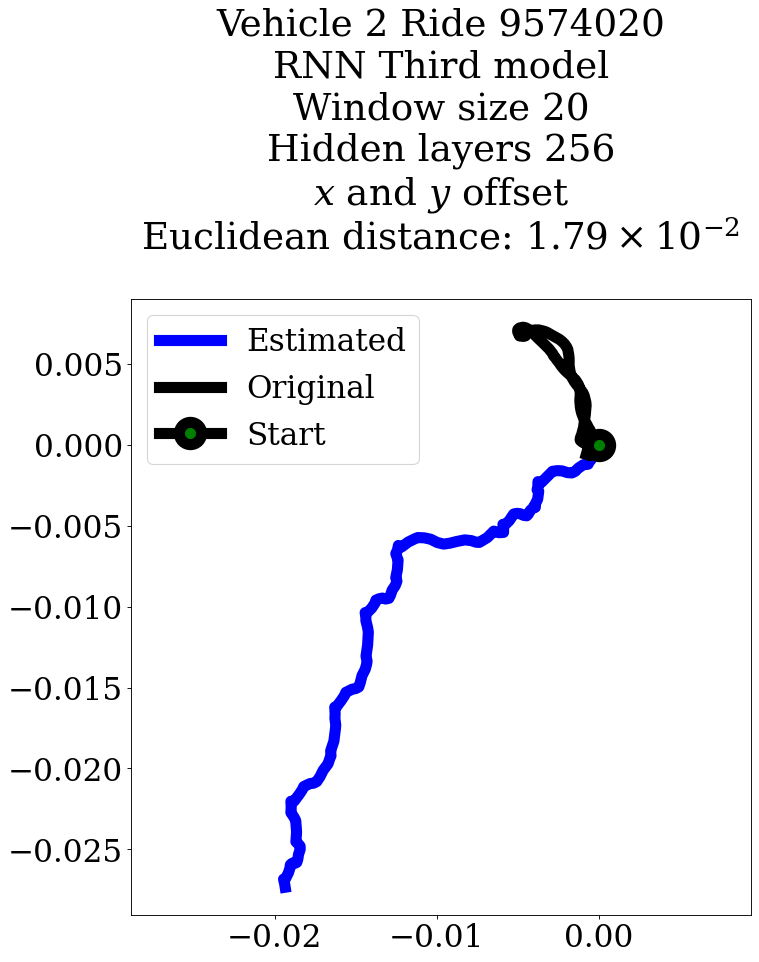 Vehicle 2 Ride 9574020
RNN Third model
Window size 20
Hidden layers 256
x and y offset
Euclidean distance: 1.79 × 10⁻²
Estimated
Original
Start
0.005
0.000
−0.005
−0.010
−0.015
−0.020
−0.025
−0.02 −0.01 0.00